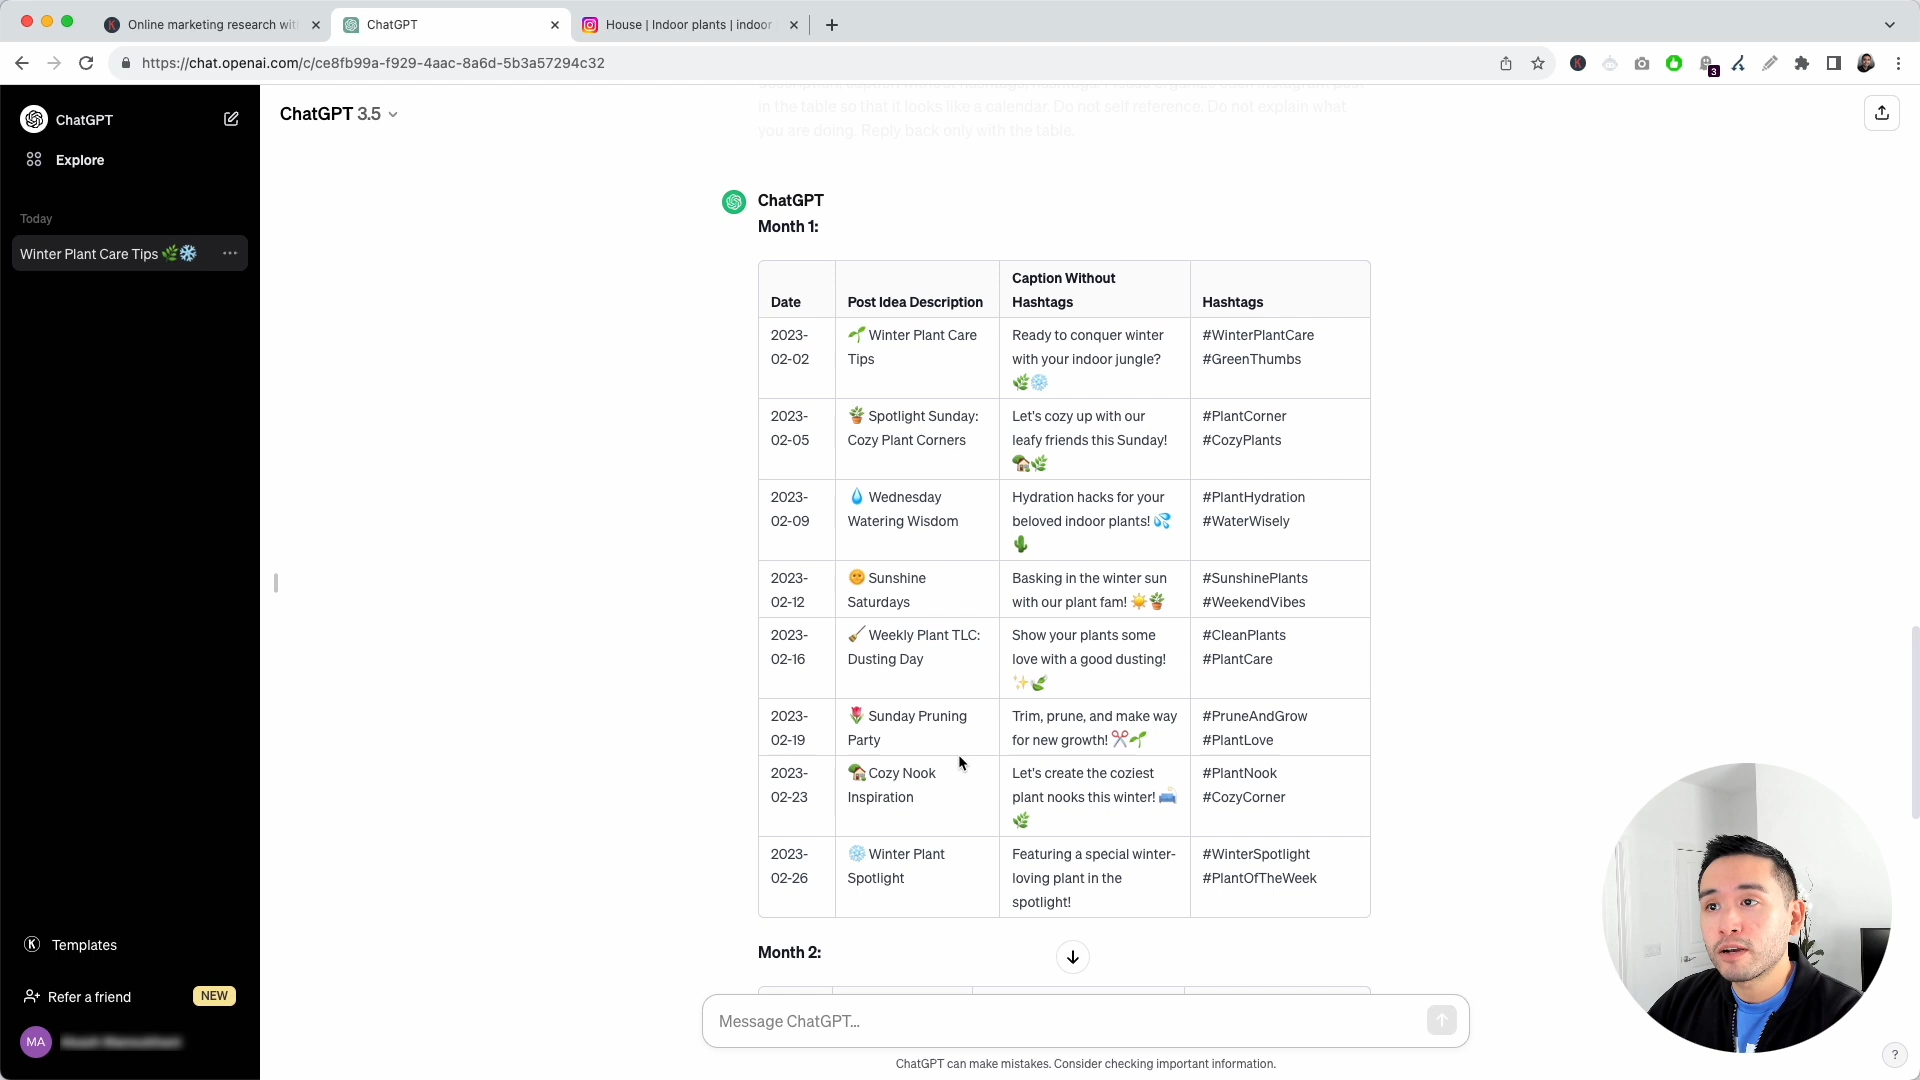 Online marketing research wit
ChatGPT
House | Indoor plants | indoor
https://chat.openai.com/c/ce8fb99a-f929-4aac-8a6d-5b3a57294c32
3
ChatGPT
Explore
Today
Winter Plant Care Tips 🌿❄️
Templates
Refer a friend NEW
MA
ChatGPT 3.5
in the table so that it looks like a calendar. Do not self reference. Do not explain what
you are doing. Reply back only with the table.
ChatGPT
Month 1:
Date
Post Idea Description
Caption Without
Hashtags
Hashtags
2023-
02-02
🌱 Winter Plant Care
Tips
Ready to conquer winter
with your indoor jungle?
🌿❄️
#WinterPlantCare
#GreenThumbs
2023-
02-05
🪴 Spotlight Sunday:
Cozy Plant Corners
Let's cozy up with our
leafy friends this Sunday!
🏡🌿
#PlantCorner
#CozyPlants
2023-
02-09
💧 Wednesday
Watering Wisdom
Hydration hacks for your
beloved indoor plants! 💦
🌵
#PlantHydration
#WaterWisely
2023-
02-12
🌞 Sunshine
Saturdays
Basking in the winter sun
with our plant fam! ☀️🪴
#SunshinePlants
#WeekendVibes
2023-
02-16
🧹 Weekly Plant TLC:
Dusting Day
Show your plants some
love with a good dusting!
✨🍃
#CleanPlants
#PlantCare
2023-
02-19
🌷 Sunday Pruning
Party
Trim, prune, and make way
for new growth! ✂️🌱
#PruneAndGrow
#PlantLove
2023-
02-23
🏡 Cozy Nook
Inspiration
Let's create the coziest
plant nooks this winter! 🛋️
🌿
#PlantNook
#CozyCorner
2023-
02-26
❄️ Winter Plant
Spotlight
Featuring a special winter-
loving plant in the
spotlight!
#WinterSpotlight
#PlantOfTheWeek
Month 2:
Message ChatGPT...
ChatGPT can make mistakes. Consider checking important information.
?